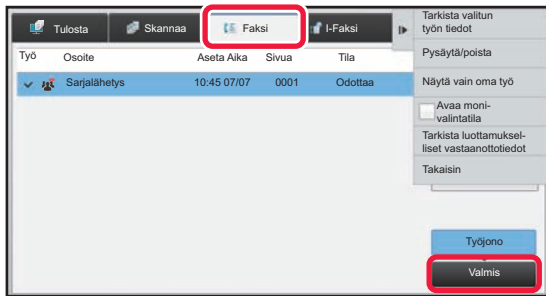 Tulosta
Skannaa
Faksi
I-Faksi
Työ
Osoite
Aseta Aika
Sivua
Tila
Sarjalähetys
10:45 07/07
0001
Odottaa
Tarkista valitun
työn tiedot
Pysäytä/poista
Näytä vain oma työ
Avaa moni-
valintatila
Tarkista luottamuksel-
liset vastaanottotiedot
Takaisin
Työjono
Valmis